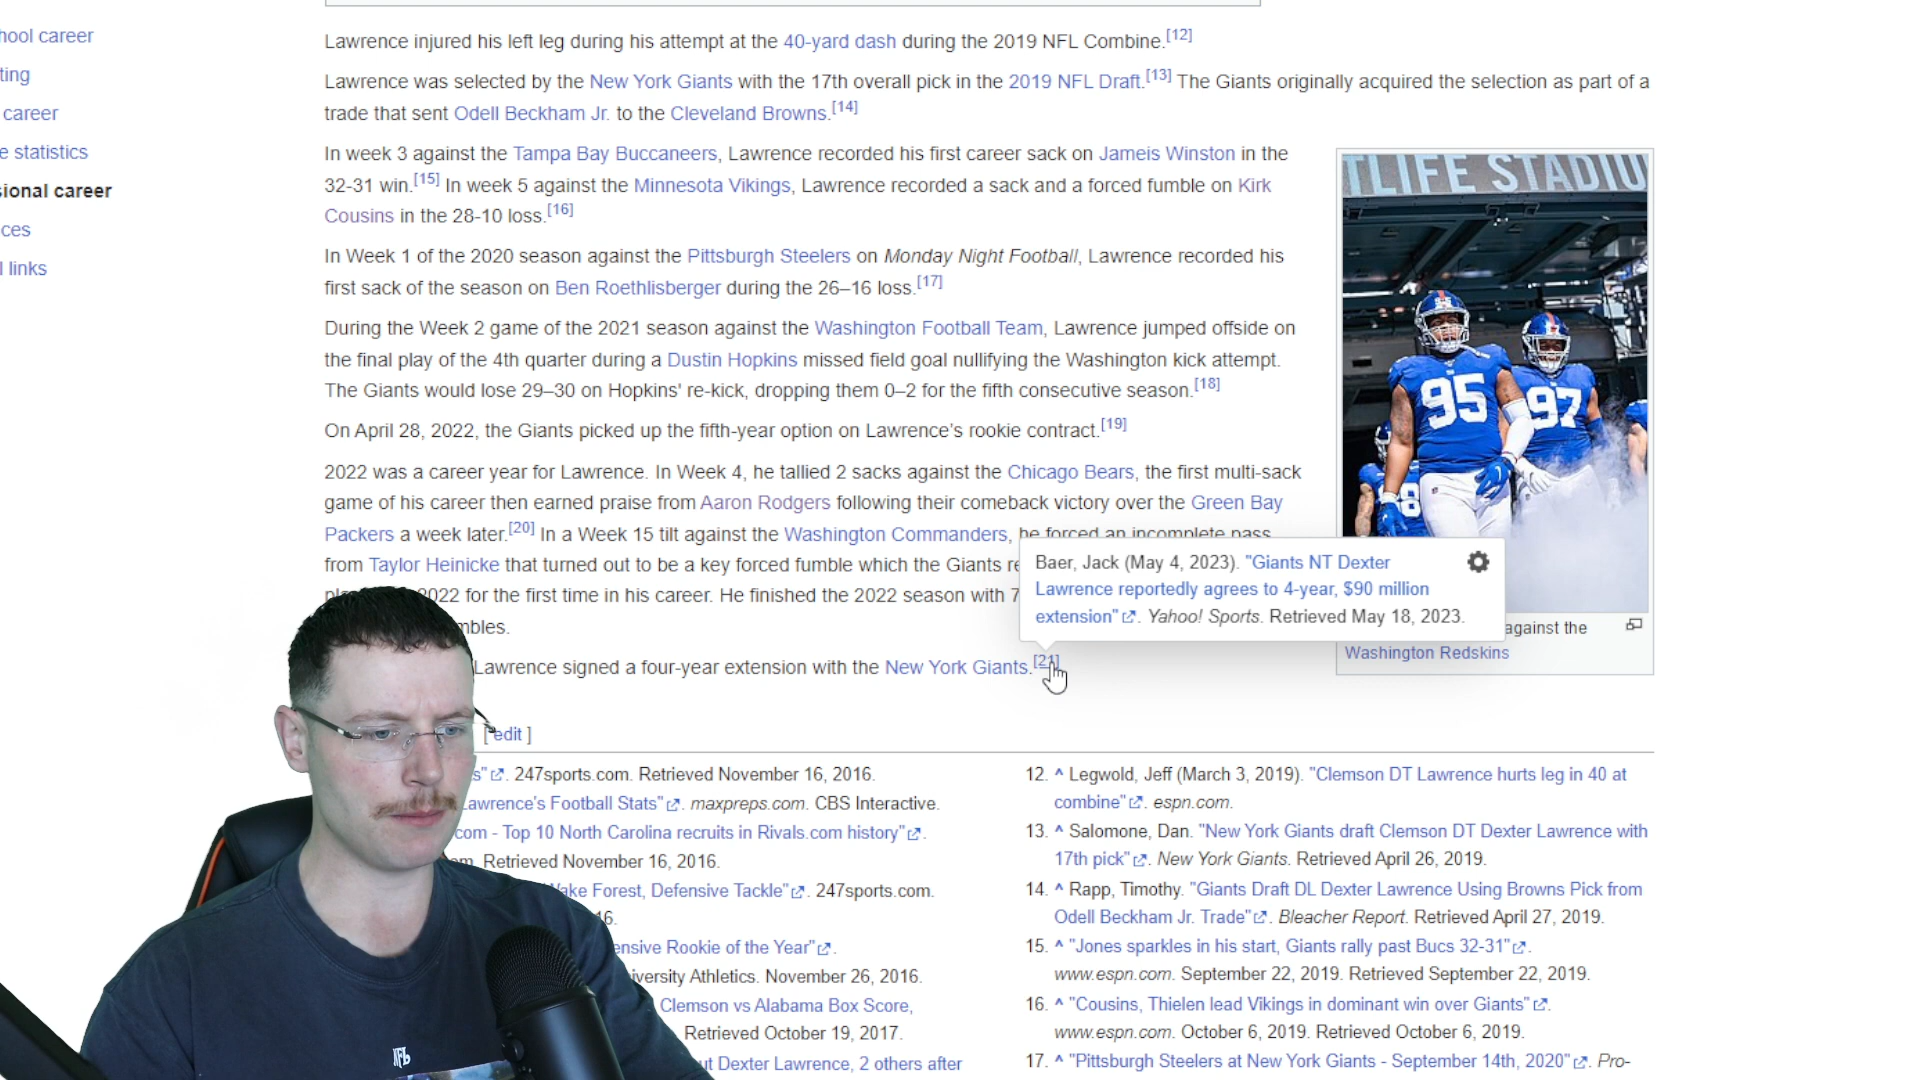 hool career
ting
career
e statistics
sional career
ces
l links
Lawrence injured his left leg during his attempt at the 40-yard dash during the 2019 NFL Combine.[12]
Lawrence was selected by the New York Giants with the 17th overall pick in the 2019 NFL Draft.[13] The Giants originally acquired the selection as part of a
trade that sent Odell Beckham Jr. to the Cleveland Browns.[14]
In week 3 against the Tampa Bay Buccaneers, Lawrence recorded his first career sack on Jameis Winston in the
32-31 win.[15] In week 5 against the Minnesota Vikings, Lawrence recorded a sack and a forced fumble on Kirk
Cousins in the 28-10 loss.[16]
In Week 1 of the 2020 season against the Pittsburgh Steelers on Monday Night Football, Lawrence recorded his
first sack of the season on Ben Roethlisberger during the 26–16 loss.[17]
During the Week 2 game of the 2021 season against the Washington Football Team, Lawrence jumped offside on
the final play of the 4th quarter during a Dustin Hopkins missed field goal nullifying the Washington kick attempt.
The Giants would lose 29–30 on Hopkins' re-kick, dropping them 0–2 for the fifth consecutive season.[18]
On April 28, 2022, the Giants picked up the fifth-year option on Lawrence's rookie contract.[19]
2022 was a career year for Lawrence. In Week 4, he tallied 2 sacks against the Chicago Bears, the first multi-sack
game of his career then earned praise from Aaron Rodgers following their comeback victory over the Green Bay
Packers a week later.[20] In a Week 15 tilt against the Washington Commanders, he forced an incomplete pass
from Taylor Heinicke that turned out to be a key forced fumble which the Giants re
2022 for the first time in his career. He finished the 2022 season with 7
mbles.
Lawrence signed a four-year extension with the New York Giants.[21]
Baer, Jack (May 4, 2023). "Giants NT Dexter
Lawrence reportedly agrees to 4-year, $90 million
extension". Yahoo! Sports. Retrieved May 18, 2023.
TLIFE STADIU
95
97
against the
Washington Redskins
[ edit ]
s". 247sports.com. Retrieved November 16, 2016.
Lawrence's Football Stats". maxpreps.com. CBS Interactive.
com - Top 10 North Carolina recruits in Rivals.com history".
om. Retrieved November 16, 2016.
Wake Forest, Defensive Tackle". 247sports.com.
16.
ensive Rookie of the Year".
iversity Athletics. November 26, 2016.
Clemson vs Alabama Box Score,
Retrieved October 19, 2017.
ut Dexter Lawrence, 2 others after
12. ^ Legwold, Jeff (March 3, 2019). "Clemson DT Lawrence hurts leg in 40 at
combine". espn.com.
13. ^ Salomone, Dan. "New York Giants draft Clemson DT Dexter Lawrence with
17th pick". New York Giants. Retrieved April 26, 2019.
14. ^ Rapp, Timothy. "Giants Draft DL Dexter Lawrence Using Browns Pick from
Odell Beckham Jr. Trade". Bleacher Report. Retrieved April 27, 2019.
15. ^ "Jones sparkles in his start, Giants rally past Bucs 32-31".
www.espn.com. September 22, 2019. Retrieved September 22, 2019.
16. ^ "Cousins, Thielen lead Vikings in dominant win over Giants".
www.espn.com. October 6, 2019. Retrieved October 6, 2019.
17. ^ "Pittsburgh Steelers at New York Giants - September 14th, 2020". Pro-
NFL